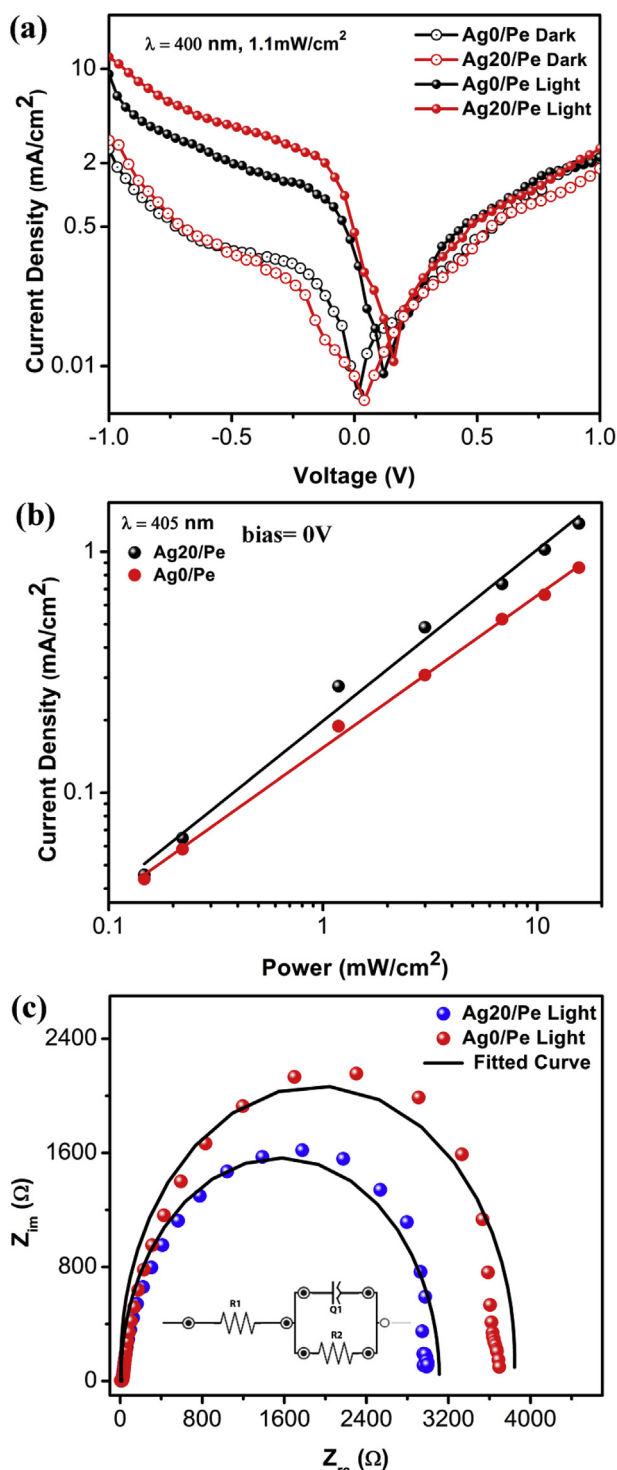 (a)
λ = 400 nm, 1.1mW/cm²
Ag0/Pe Dark
Ag20/Pe Dark
Ag0/Pe Light
Ag20/Pe Light
Current Density (mA/cm²)
10
2
0.5
0.01
-1.0
-0.5
0.0
0.5
1.0
Voltage (V)
(b)
λ = 405 nm
bias= 0V
Ag20/Pe
Ag0/Pe
Current Density (mA/cm²)
1
0.1
0.1
1
10
Power (mW/cm²)
(c)
Ag20/Pe Light
Ag0/Pe Light
Fitted Curve
Z_im (Ω)
2400
1600
800
0
R1
Q1
R2
0
800
1600
2400
3200
4000
Z_re (Ω)